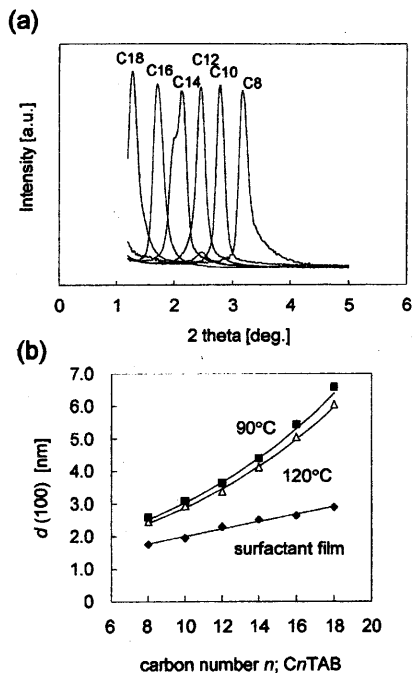 (a)
C18
C16
C14
C12
C10
C8
Intensity [a.u.]
0 1 2 3 4 5 6
2 theta [deg.]
(b)
7.0
6.0
5.0
4.0
3.0
2.0
1.0
0
d (100) [nm]
90°C
120°C
surfactant film
6 8 10 12 14 16 18 20
carbon number n; CnTAB